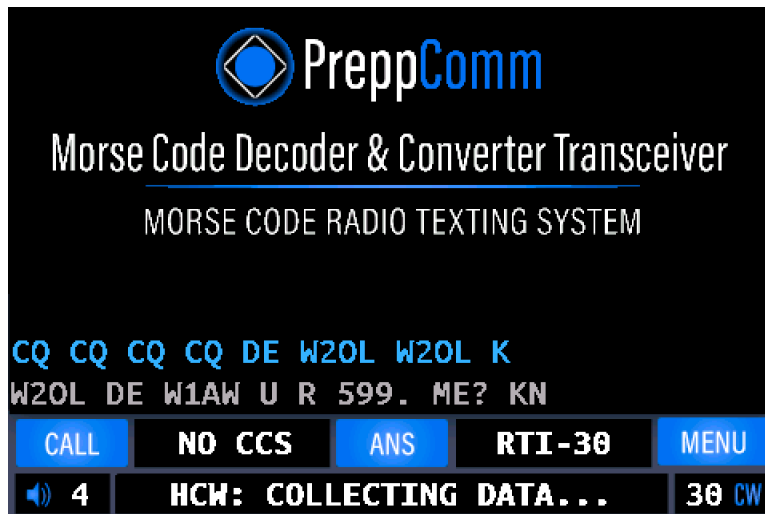 PreppComm
Morse Code Decoder & Converter Transceiver
MORSE CODE RADIO TEXTING SYSTEM
CQ CQ CQ CQ DE W2OL W2OL K
W2OL DE W1AW U R 599. ME? KN
CALL NO CCS ANS RTI-30 MENU
4 HCW: COLLECTING DATA... 30 CW